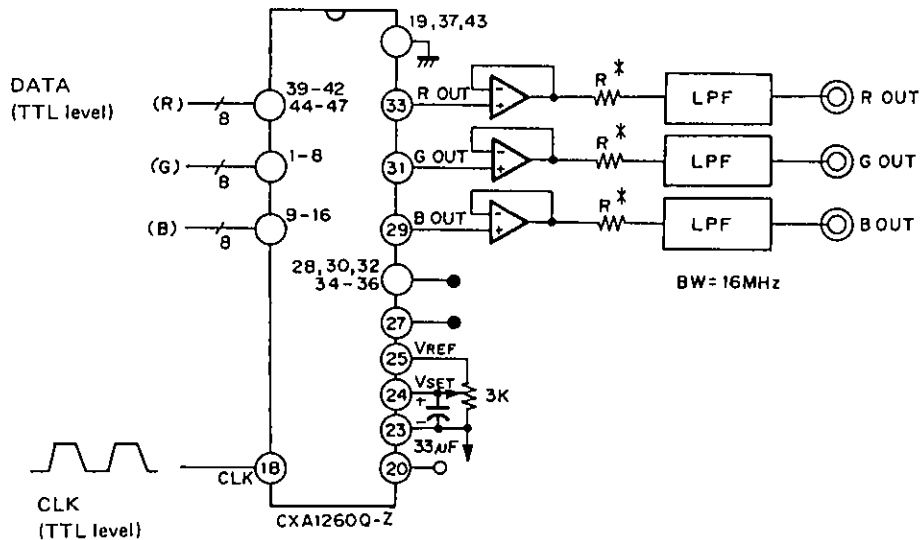 19,37,43
DATA
(TTL level)
(R)
8
39-42
44-47
33
R OUT
-
+
R*
LPF
R OUT
(G)
8
1-8
31
G OUT
-
+
R*
LPF
G OUT
(B)
8
9-16
29
B OUT
-
+
R*
LPF
B OUT
28,30,32
34-36
BW=16MHz
27
25
VREF
24
VSET
+
3K
23
-
33µF
18
CLK
20
CLK
(TTL level)
CXA1260Q-Z